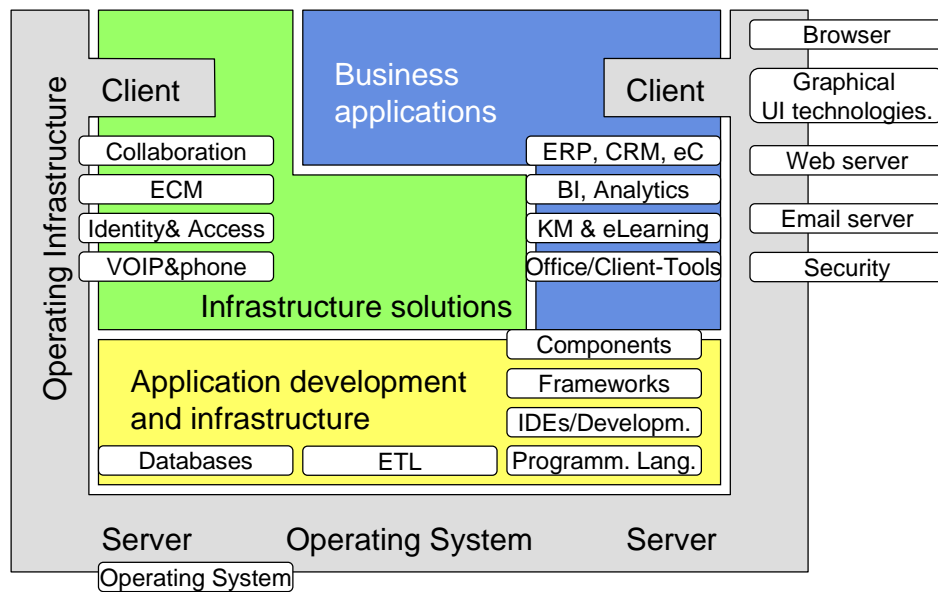 Operating Infrastructure
Client
Collaboration
ECM
Identity& Access
VOIP&phone
Infrastructure solutions
Business
applications
Client
ERP, CRM, eC
BI, Analytics
KM & eLearning
Office/Client-Tools
Browser
Graphical
UI technologies.
Web server
Email server
Security
Application development
and infrastructure
Components
Frameworks
IDEs/Developm.
Databases
ETL
Programm. Lang.
Server
Operating System
Server
Operating System